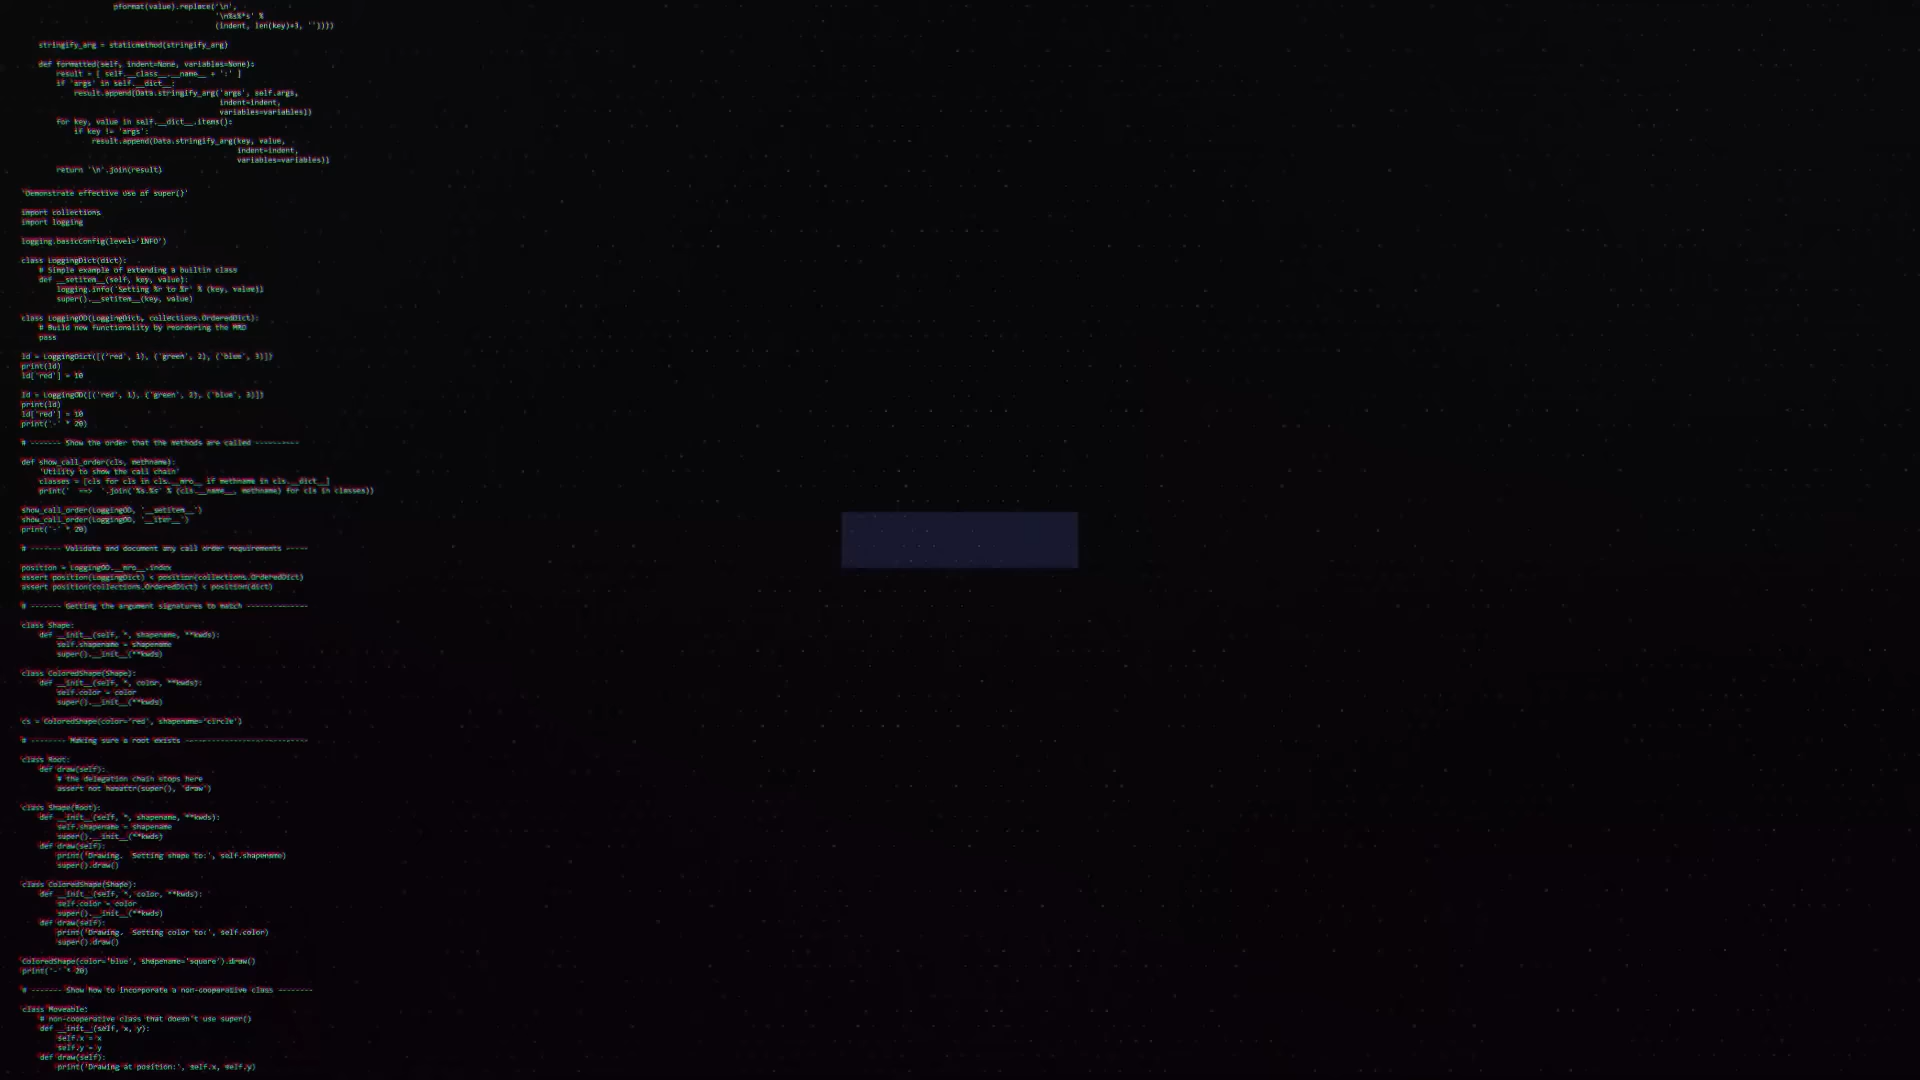 pformat(value).replace('\n',
'\n%s%*s' %
(indent, len(key)+3, ''))))
stringify_arg = staticmethod(stringify_arg)
def formatted(self, indent=None, variables=None):
result = [ self.__class__.__name__ + ':' ]
if 'args' in self.__dict__:
result.append(Data.stringify_arg('args', self.args,
indent=indent,
variables=variables))
for key, value in self.__dict__.items():
if key != 'args':
result.append(Data.stringify_arg(key, value,
indent=indent,
variables=variables))
return '\n'.join(result)
'Demonstrate effective use of super()'
import collections
import logging
logging.basicConfig(level='INFO')
class LoggingDict(dict):
# Simple example of extending a builtin class
def __setitem__(self, key, value):
logging.info('Setting %r to %r' % (key, value))
super().__setitem__(key, value)
class LoggingOD(LoggingDict, collections.OrderedDict):
# Build new functionality by reordering the MRO
pass
ld = LoggingDict([('red', 1), ('green', 2), ('blue', 3)])
print(ld)
ld['red'] = 10
ld = LoggingOD([('red', 1), ('green', 2), ('blue', 3)])
print(ld)
ld['red'] = 10
print('-' * 20)
# ------- Show the order that the methods are called ----------
def show_call_order(cls, methname):
'Utility to show the call chain'
classes = [cls for cls in cls.__mro__ if methname in cls.__dict__]
print('  ==>  '.join('%s.%s' % (cls.__name__, methname) for cls in classes))
show_call_order(LoggingOD, '__setitem__')
show_call_order(LoggingOD, '__iter__')
print('-' * 20)
# ------- Validate and document any call order requirements -----
position = LoggingOD.__mro__.index
assert position(LoggingDict) < position(collections.OrderedDict)
assert position(collections.OrderedDict) < position(dict)
# ------- Getting the argument signatures to match --------------
class Shape:
def __init__(self, *, shapename, **kwds):
self.shapename = shapename
super().__init__(**kwds)
class ColoredShape(Shape):
def __init__(self, *, color, **kwds):
self.color = color
super().__init__(**kwds)
cs = ColoredShape(color='red', shapename='circle')
# -------- Making sure a root exists ----------------------------
class Root:
def draw(self):
# the delegation chain stops here
assert not hasattr(super(), 'draw')
class Shape(Root):
def __init__(self, *, shapename, **kwds):
self.shapename = shapename
super().__init__(**kwds)
def draw(self):
print('Drawing.  Setting shape to:', self.shapename)
super().draw()
class ColoredShape(Shape):
def __init__(self, *, color, **kwds):
self.color = color
super().__init__(**kwds)
def draw(self):
print('Drawing.  Setting color to:', self.color)
super().draw()
ColoredShape(color='blue', shapename='square').draw()
print('-' * 20)
# ------- Show how to incorporate a non-cooperative class --------
class Moveable:
# non-cooperative class that doesn't use super()
def __init__(self, x, y):
self.x = x
self.y = y
def draw(self):
print('Drawing at position:', self.x, self.y)